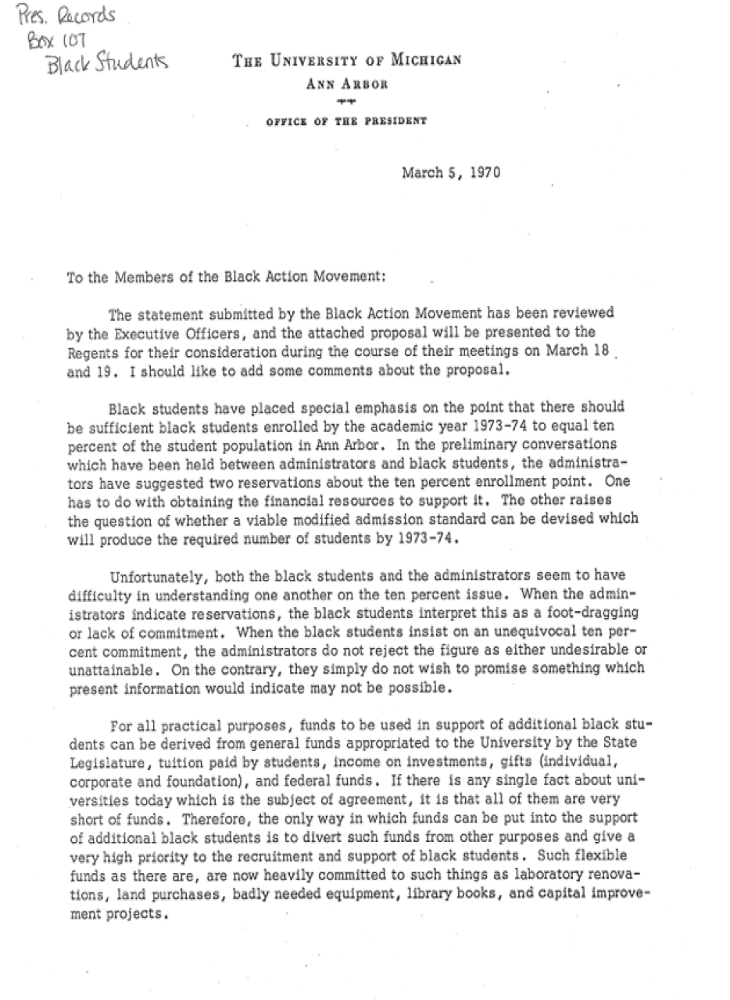 Pres. Records
Box 107
Black Students
THE UNIVERSITY OF MICHIGAN
ANN ARBOR
OFFICE OF THE PRESIDENT
March 5, 1970
To the Members of the Black Action Movement:
The statement submitted by the Black Action Movement has been reviewed
by the Executive Officers, and the attached proposal will be presented to the
Regents for their consideration during the course of their meetings on March 18
and 19. I should like to add some comments about the proposal.
Black students have placed special emphasis on the point that there should
be sufficient black students enrolled by the academic year 1973-74 to equal ten
percent of the student population in Ann Arbor. In the preliminary conversations
which have been held between administrators and black students, the administra-
tors have suggested two reservations about the ten percent enrollment point. One
has to do with obtaining the financial resources to support it. The other raises
the question of whether a viable modified admission standard can be devised which
will produce the required number of students by 1973-74.
Unfortunately, both the black students and the administrators seem to have
difficulty in understanding one another on the ten percent issue. When the admin-
istrators indicate reservations, the black students interpret this as a foot-dragging
or lack of commitment. When the black students insist on an unequivocal ten per-
cent commitment, the administrators do not reject the figure as either undesirable or
unattainable. On the contrary, they simply do not wish to promise something which
present information would indicate may not be possible.
For all practical purposes, funds to be used in support of additional black stu-
dents can be derived from general funds appropriated to the University by the State
Legislature, tuition paid by students, income on investments, gifts (individual,
corporate and foundation), and federal funds. If there is any single fact about uni-
versities today which is the subject of agreement, it is that all of them are very
short of funds. Therefore, the only way in which funds can be put into the support
of additional black students is to divert such funds from other purposes and give a
very high priority to the recruitment and support of black students. Such flexible
funds as there are, are now heavily committed to such things as laboratory renova-
tions, land purchases, badly needed equipment, library books, and capital improve-
ment projects.